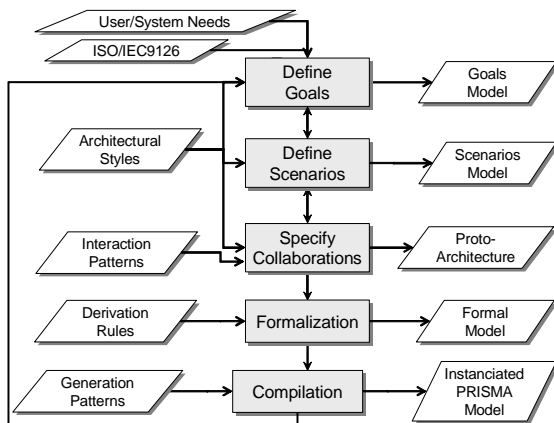 User/System Needs
ISO/IEC9126
Define
Goals
Goals
Model
Architectural
Styles
Define
Scenarios
Scenarios
Model
Interaction
Patterns
Specify
Collaborations
Proto-
Architecture
Derivation
Rules
Formalization
Formal
Model
Generation
Patterns
Compilation
Instanciated
PRISMA
Model